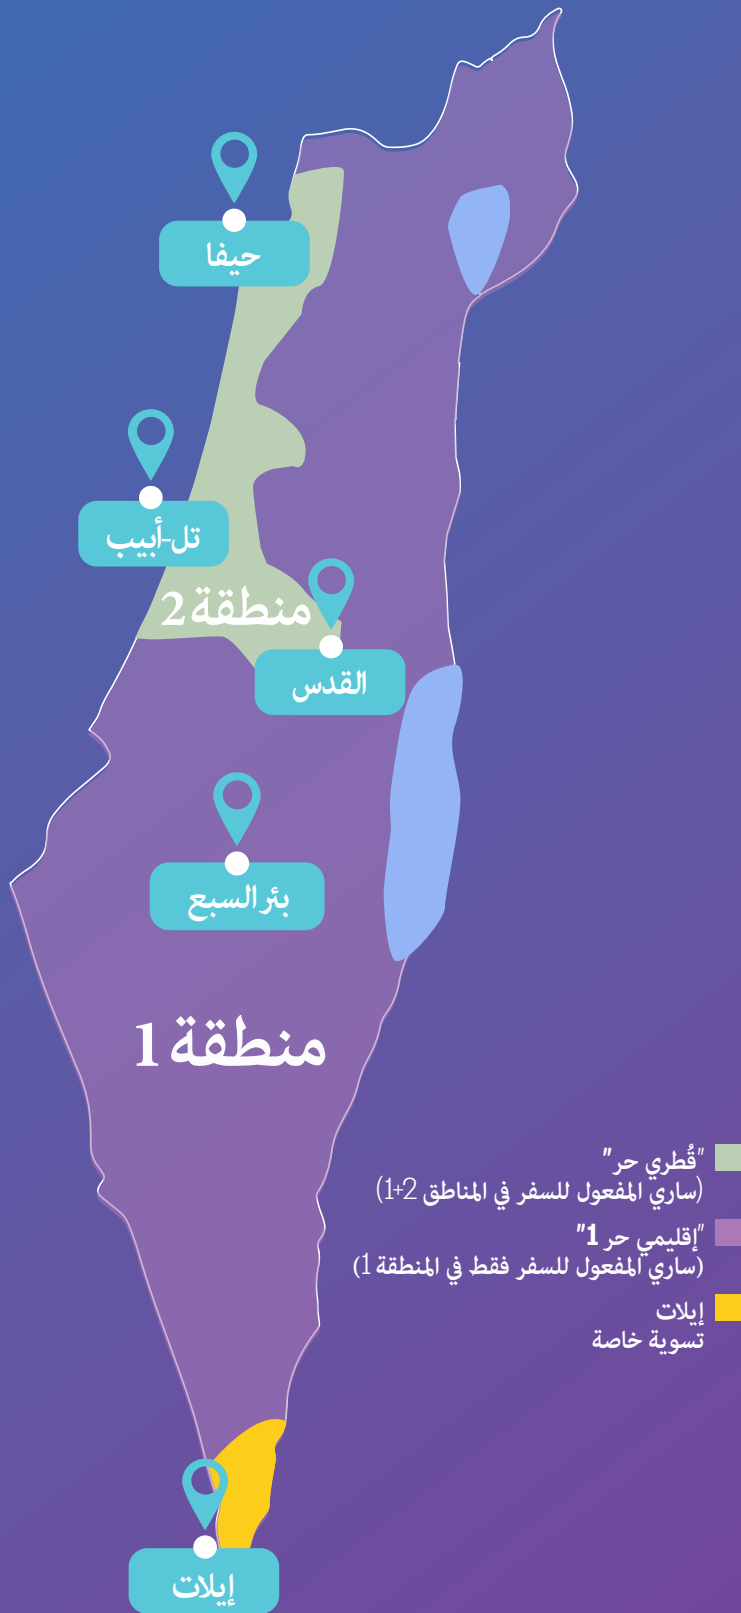 حيفا
تل-أبيب
منطقة 2
القدس
بئر السبع
منطقة 1
"قُطري حر"
(ساري المفعول للسفر في المناطق 2+1)
"إقليمي حر 1"
(ساري المفعول للسفر فقط في المنطقة 1)
إيلات
تسوية خاصة
إيلات